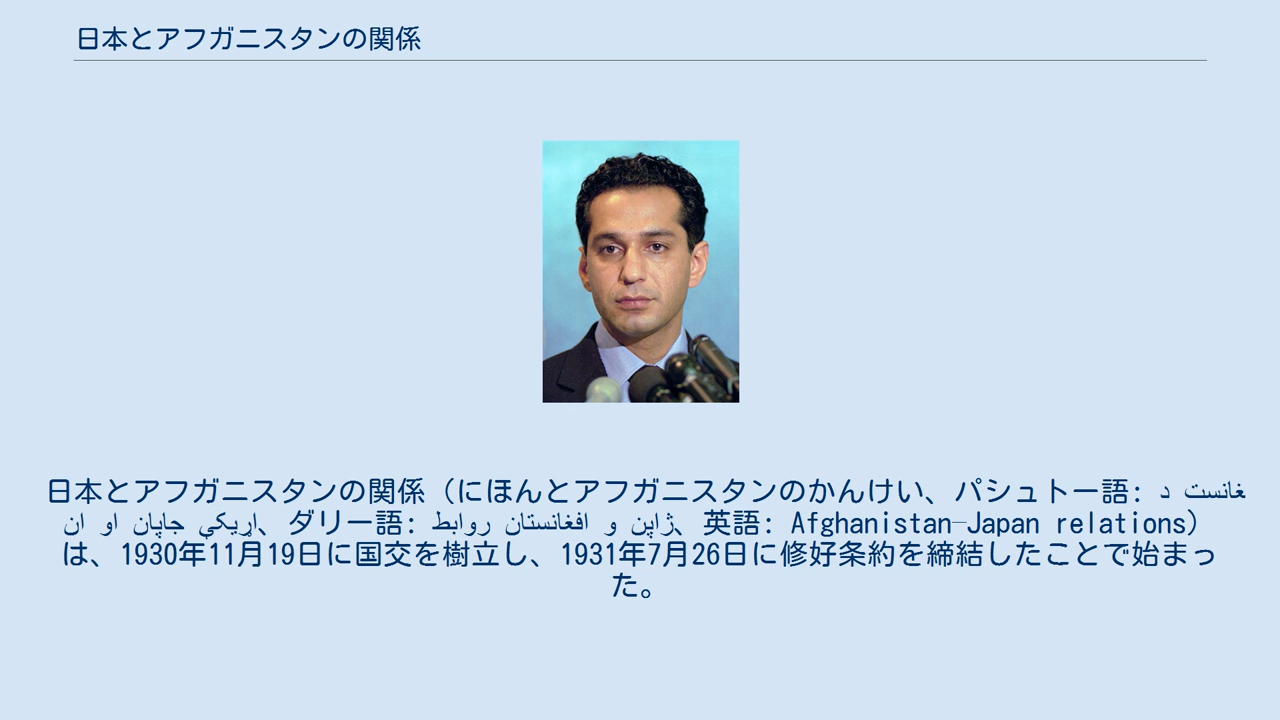 日本とアフガニスタンの関係
日本とアフガニスタンの関係（にほんとアフガニスタンのかんけい、パシュトー語: د غانست
ان او جاپان اړیکې、ダリー語: روابط افغانستان و ژاپن、英語: Afghanistan–Japan relations）
は、1930年11月19日に国交を樹立し、1931年7月26日に修好条約を締結したことで始まっ
た。